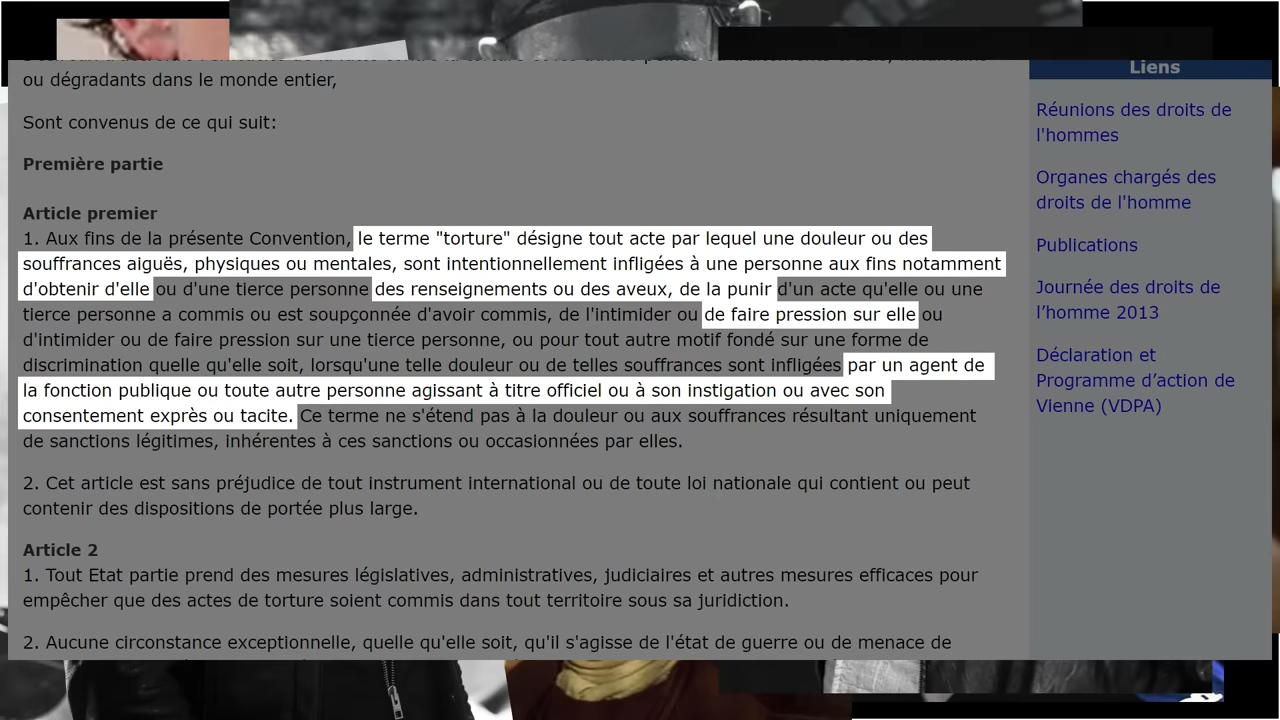 ou dégradants dans le monde entier,
Sont convenus de ce qui suit:
Première partie
Article premier
1. Aux fins de la présente Convention, le terme "torture" désigne tout acte par lequel une douleur ou des
souffrances aiguës, physiques ou mentales, sont intentionnellement infligées à une personne aux fins notamment
d'obtenir d'elle ou d'une tierce personne des renseignements ou des aveux, de la punir d'un acte qu'elle ou une
tierce personne a commis ou est soupçonnée d'avoir commis, de l'intimider ou de faire pression sur elle ou
d'intimider ou de faire pression sur une tierce personne, ou pour tout autre motif fondé sur une forme de
discrimination quelle qu'elle soit, lorsqu'une telle douleur ou de telles souffrances sont infligées par un agent de
la fonction publique ou toute autre personne agissant à titre officiel ou à son instigation ou avec son
consentement exprès ou tacite. Ce terme ne s'étend pas à la douleur ou aux souffrances résultant uniquement
de sanctions légitimes, inhérentes à ces sanctions ou occasionnées par elles.
2. Cet article est sans préjudice de tout instrument international ou de toute loi nationale qui contient ou peut
contenir des dispositions de portée plus large.
Article 2
1. Tout Etat partie prend des mesures législatives, administratives, judiciaires et autres mesures efficaces pour
empêcher que des actes de torture soient commis dans tout territoire sous sa juridiction.
2. Aucune circonstance exceptionnelle, quelle qu'elle soit, qu'il s'agisse de l'état de guerre ou de menace de
Liens
Réunions des droits de
l'hommes
Organes chargés des
droits de l'homme
Publications
Journée des droits de
l’homme 2013
Déclaration et
Programme d’action de
Vienne (VDPA)